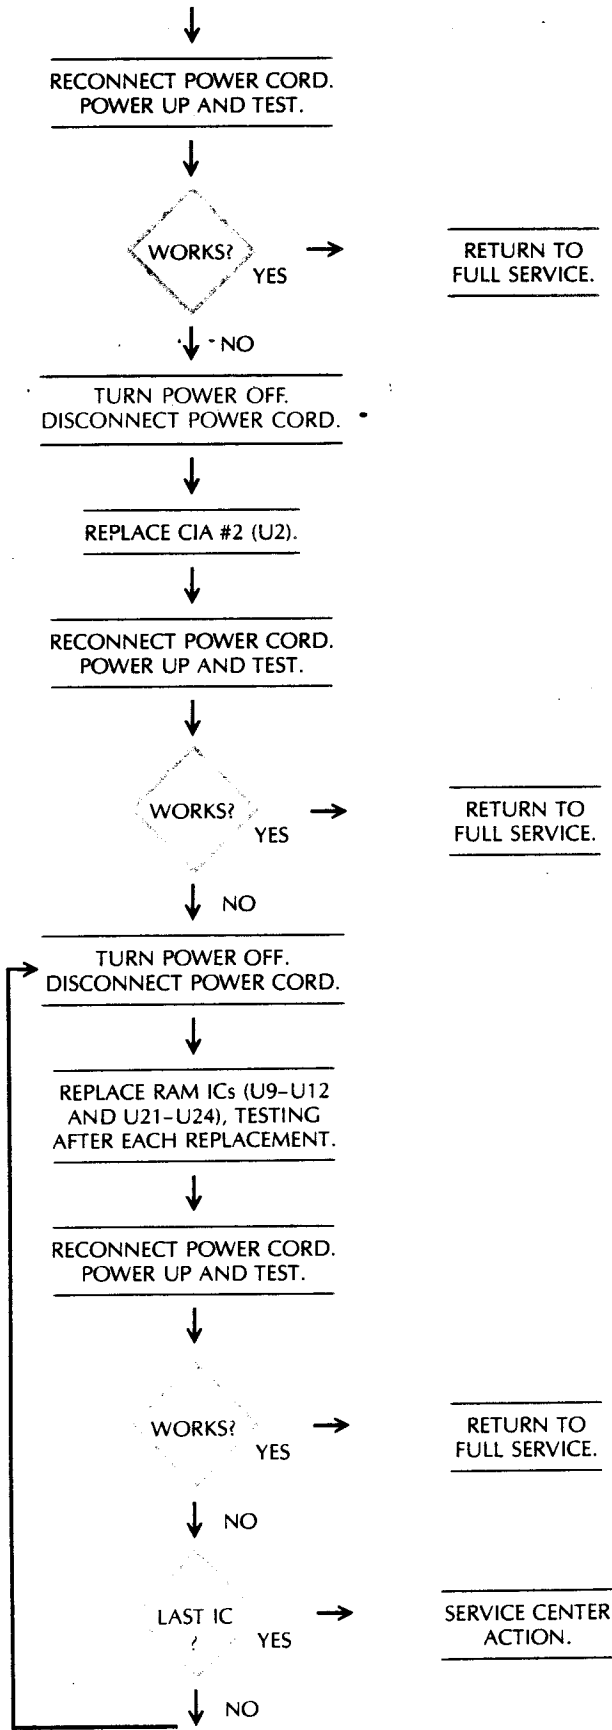 RECONNECT POWER CORD.
POWER UP AND TEST.
WORKS?
YES
RETURN TO
FULL SERVICE.
NO
TURN POWER OFF.
DISCONNECT POWER CORD.
REPLACE CIA #2 (U2).
RECONNECT POWER CORD.
POWER UP AND TEST.
WORKS?
YES
RETURN TO
FULL SERVICE.
NO
TURN POWER OFF.
DISCONNECT POWER CORD.
REPLACE RAM ICs (U9–U12
AND U21–U24), TESTING
AFTER EACH REPLACEMENT.
RECONNECT POWER CORD.
POWER UP AND TEST.
WORKS?
YES
RETURN TO
FULL SERVICE.
NO
LAST IC
?
YES
SERVICE CENTER
ACTION.
NO